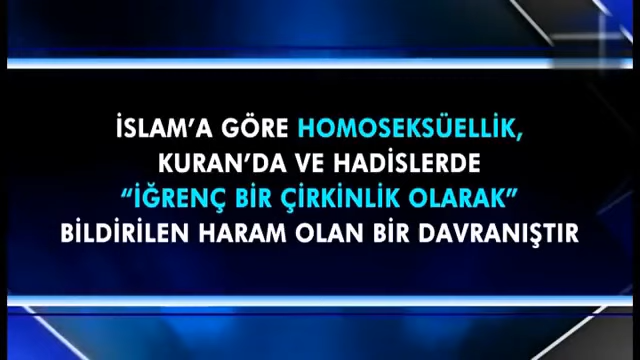 İSLAM'A GÖRE HOMOSEKSÜELLİK,
KURAN'DA VE HADİSLERDE
“İĞRENÇ BİR ÇİRKİNLİK OLARAK”
BİLDİRİLEN HARAM OLAN BİR DAVRANIŞTIR